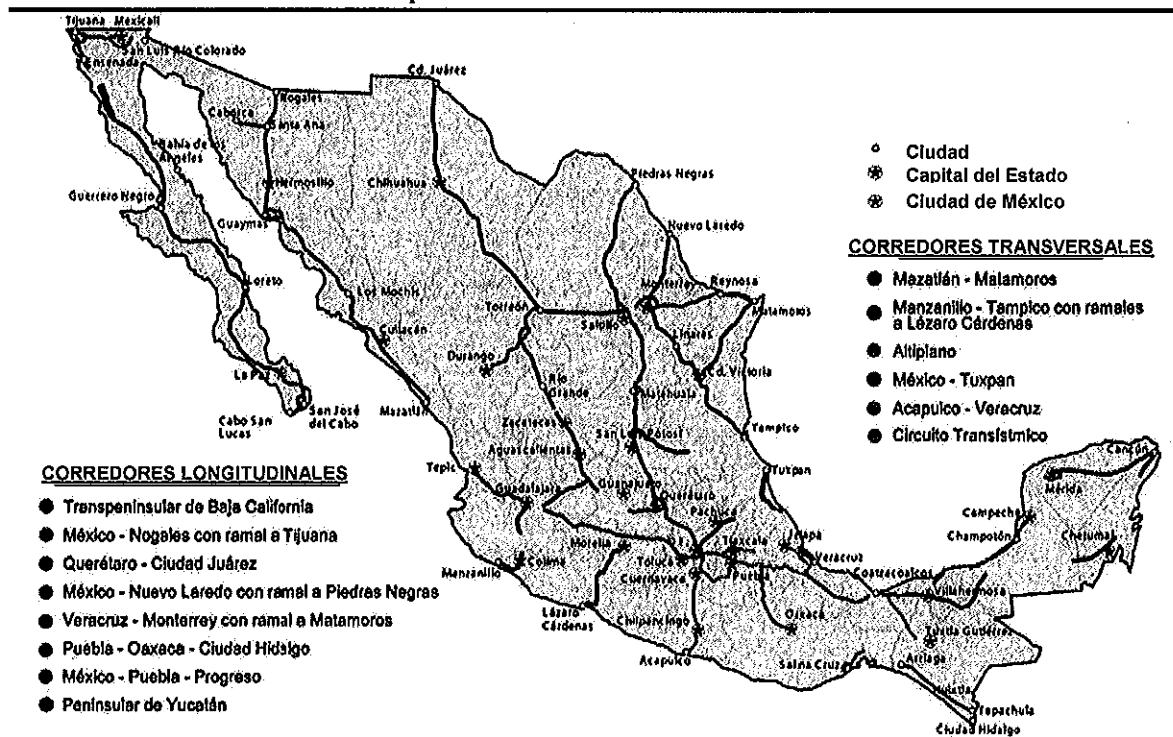 Tijuana Mexicali
San Luis Río Colorado
Ensenada
Cd. Juárez
Nogales
Caborca
Santa Ana
Bahía de los
Ángeles
Hermosillo
Chihuahua
Piedras Negras
Guerrero Negro
Guaymas
Nuevo Laredo
Loreto
Los Mochis
Torreón
Monterrey
Reynosa
Saltillo
Matamoros
Culiacán
Linares
Durango
La Paz
Cd. Victoria
Río
Grande
Matehuala
Cabo San
Lucas
San José
del Cabo
Mazatlán
Zacatecas
San Luis Potosí
Tampico
Aguascalientes
Tepic
Tuxpan
Guadalajara
Guanajuato
Querétaro
Pachuca
Cancún
Mérida
Campeche
Champotón
Chetumal
Morelia
Tlaxcala
Jalapa
Veracruz
Manzanillo
Colima
Toluca
Puebla
Coatzacoalcos
Cuernavaca
Villahermosa
Lázaro
Cárdenas
Chilpancingo
Oaxaca
Tuxtla Gutiérrez
Acapulco
Salina Cruz
Arriaga
Huixtla
Tapachula
Ciudad Hidalgo
Ciudad
Capital del Estado
Ciudad de México
CORREDORES TRANSVERSALES
Mazatlán - Matamoros
Manzanillo - Tampico con ramales
a Lézaro Cárdenas
Altiplano
México - Tuxpan
Acapulco - Veracruz
Circuito Transístmico
CORREDORES LONGITUDINALES
Transpeninsular de Baja California
México - Nogales con ramal a Tijuana
Querétaro - Ciudad Juárez
México - Nuevo Laredo con ramal a Piedras Negras
Veracruz - Monterrey con ramal a Matamoros
Puebla - Oaxaca - Ciudad Hidalgo
México - Puebla - Progreso
Peninsular de Yucatán